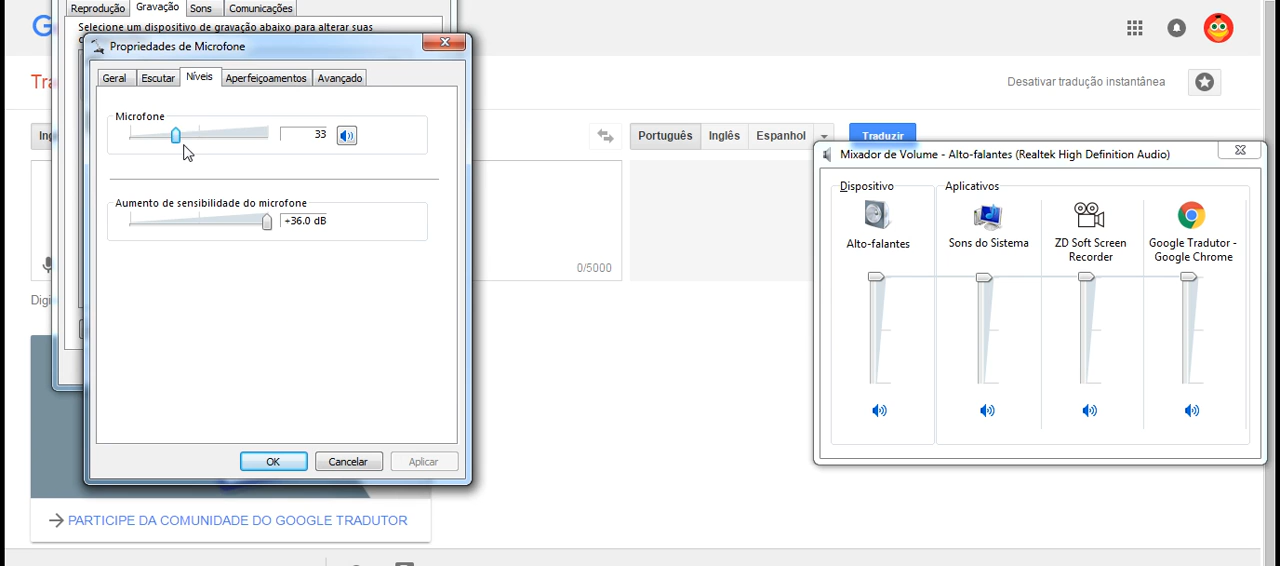 Reprodução
Gravação
Sons
Comunicações
Selecione um dispositivo de gravação abaixo para alterar suas
Propriedades de Microfone
Geral
Escutar
Níveis
Aperfeiçoamentos
Avançado
Microfone
33
Aumento de sensibilidade do microfone
+36.0 dB
OK
Cancelar
Aplicar
G
Desativar tradução instantânea
Tra
Ing
Português
Inglês
Espanhol
Traduzir
0/5000
Digi
PARTICIPE DA COMUNIDADE DO GOOGLE TRADUTOR
Mixador de Volume - Alto-falantes (Realtek High Definition Audio)
Dispositivo
Aplicativos
Alto-falantes
Sons do Sistema
ZD Soft Screen
Recorder
Google Tradutor -
Google Chrome